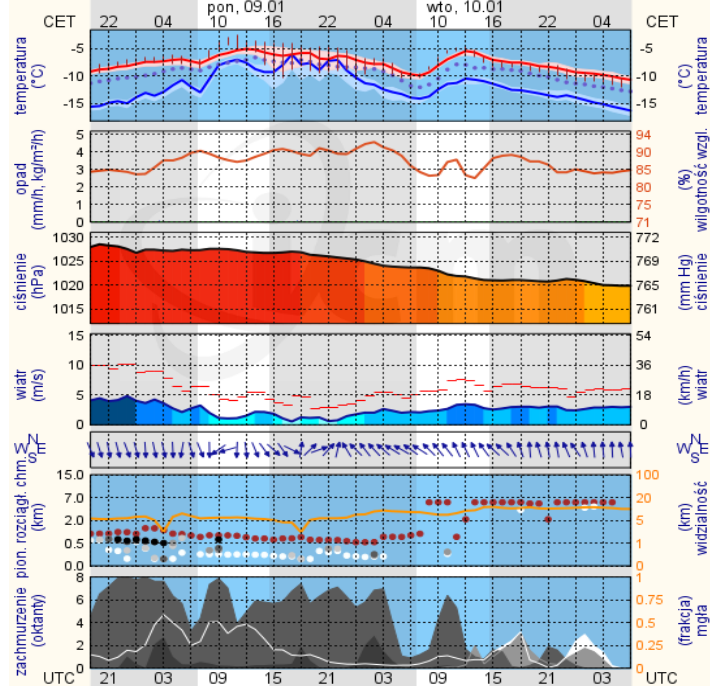 pon, 09.01 wto, 10.01
CET 22 04 10 16 22 04 10 16 22 04 CET
temperatura (°C) -5 -10 -15 -5 -10 -15 temperatura (°C)
opad (mm/h, kg/m²/h) 5 4 3 2 1 0 94 90 85 80 75 71 (%) wilgotność wzgl.
ciśnienie (hPa) 1030 1025 1020 1015 772 769 765 761 (mm Hg) ciśnienie
wiatr (m/s) 15 10 5 0 54 36 18 0 (km/h) wiatr
N W E S N W E S
pion. rozciągł. chm. (km) 15.0 7.0 2.0 0.5 0.0 100 20 5 1 0 (km) widzialność
zachmurzenie (oktanty) 8 6 4 2 0 1 0.75 0.5 0.25 0 (frakcja) mgła
UTC 21 03 09 15 21 03 09 15 21 03 UTC